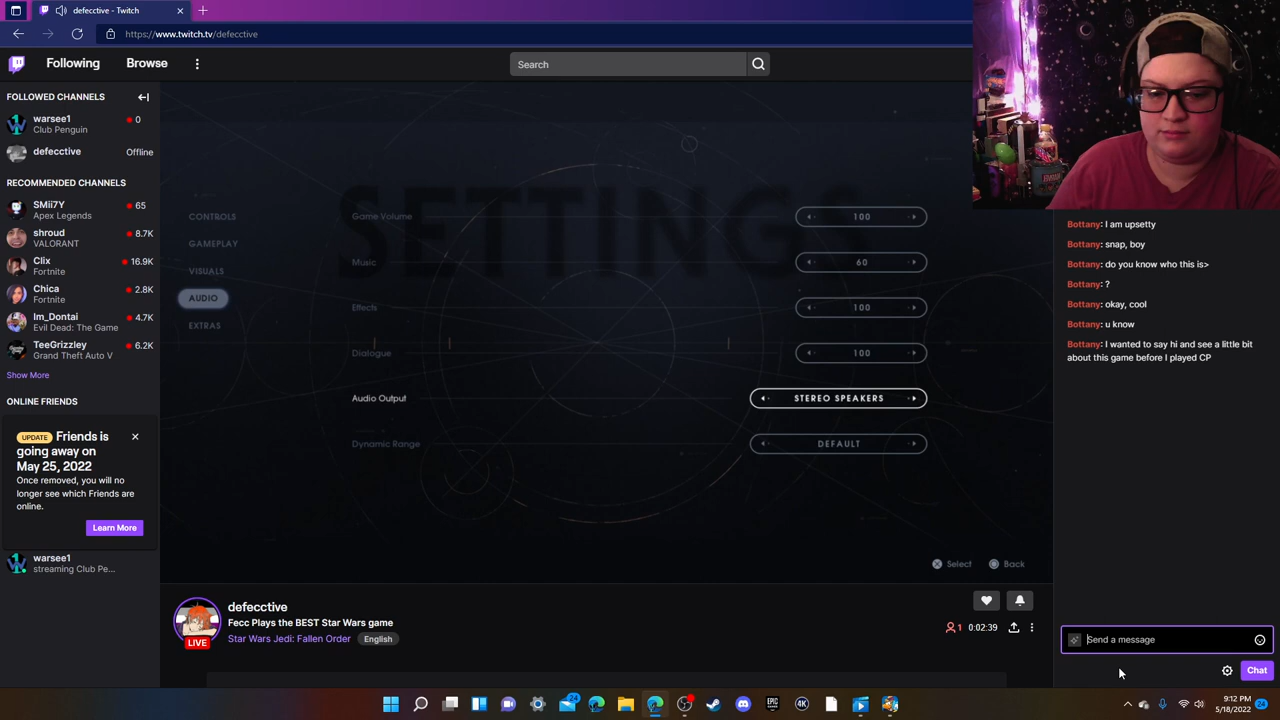 defecctive - Twitch
https://www.twitch.tv/defecctive
Following
Browse
Search
FOLLOWED CHANNELS
warsee1
0
Club Penguin
defecctive
Offline
RECOMMENDED CHANNELS
SMii7Y
65
Apex Legends
shroud
8.7K
VALORANT
Clix
16.9K
Fortnite
Chica
2.8K
Fortnite
Im_Dontai
4.7K
Evil Dead: The Game
TeeGrizzley
6.2K
Grand Theft Auto V
Show More
ONLINE FRIENDS
UPDATE Friends is
going away on
May 25, 2022
Once removed, you will no
longer see which Friends are
online.
Learn More
warsee1
streaming Club Pe...
SETTINGS
CONTROLS
GAMEPLAY
VISUALS
AUDIO
EXTRAS
Game Volume
100
Music
60
Effects
100
Dialogue
100
Audio Output
STEREO SPEAKERS
Dynamic Range
DEFAULT
Select
Back
LIVE
defecctive
Fecc Plays the BEST Star Wars game
Star Wars Jedi: Fallen Order
English
1
0:02:39
Bottany: I am upsetty
Bottany: snap, boy
Bottany: do you know who this is>
Bottany: ?
Bottany: okay, cool
Bottany: u know
Bottany: I wanted to say hi and see a little bit
about this game before I played CP
Send a message
Chat
24
EPIC
GAMES
4K
9:12 PM
5/18/2022
24